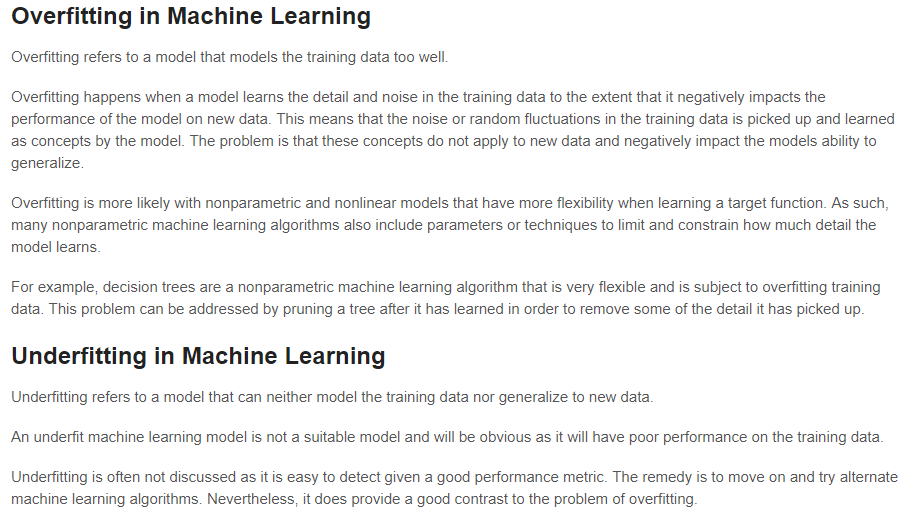 Overfitting in Machine Learning
Overfitting refers to a model that models the training data too well.
Overfitting happens when a model learns the detail and noise in the training data to the extent that it negatively impacts the
performance of the model on new data. This means that the noise or random fluctuations in the training data is picked up and learned
as concepts by the model. The problem is that these concepts do not apply to new data and negatively impact the models ability to
generalize.
Overfitting is more likely with nonparametric and nonlinear models that have more flexibility when learning a target function. As such,
many nonparametric machine learning algorithms also include parameters or techniques to limit and constrain how much detail the
model learns.
For example, decision trees are a nonparametric machine learning algorithm that is very flexible and is subject to overfitting training
data. This problem can be addressed by pruning a tree after it has learned in order to remove some of the detail it has picked up.
Underfitting in Machine Learning
Underfitting refers to a model that can neither model the training data nor generalize to new data.
An underfit machine learning model is not a suitable model and will be obvious as it will have poor performance on the training data.
Underfitting is often not discussed as it is easy to detect given a good performance metric. The remedy is to move on and try alternate
machine learning algorithms. Nevertheless, it does provide a good contrast to the problem of overfitting.